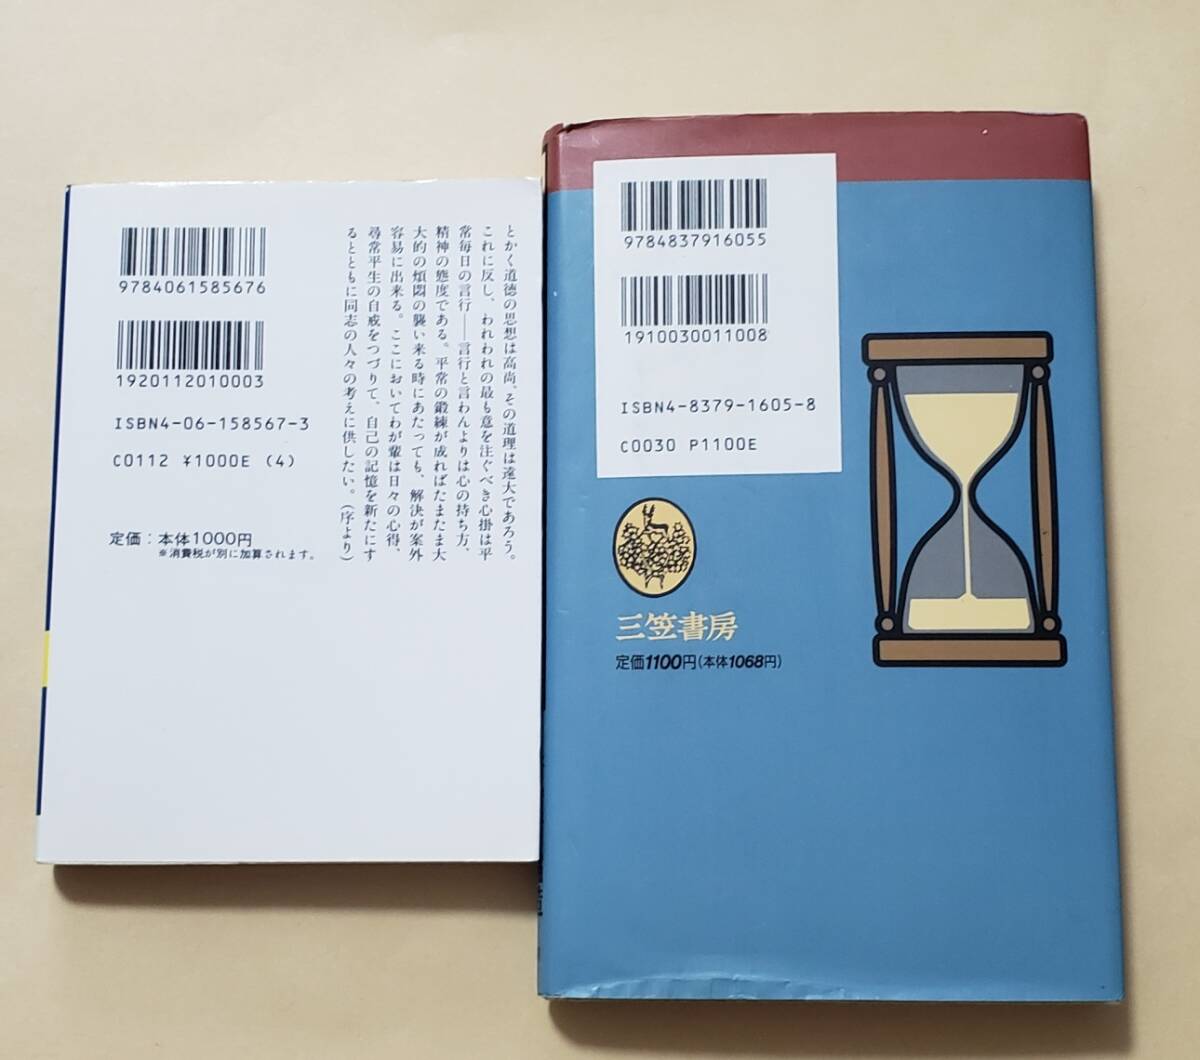 9784061585676
1920112010003
ISBN4-06-158567-3
C0112 ¥1000E (4)
定価：本体1000円
※消費税が別に加算されます。
とかく道徳の思想は高尚、その道理は遠大であろう。
これに反し、われわれの最も意を注ぐべき心掛は平
常毎日の言行――言行と言わんよりは心の持ち方、
精神の態度である。平常の鍛練が成ればたまたま大
大的の煩悶の襲い来る時にあたっても、解決が案外
容易に出来る。ここにおいてわが輩は日々の心得、
尋常平生の自戒をつづりて、自己の記憶を新たにす
るとともに同志の人々の考えに供したい。（序より）
9784837916055
1910030011008
ISBN4-8379-1605-8
C0030 P1100E
三笠書房
定価1100円(本体1068円)